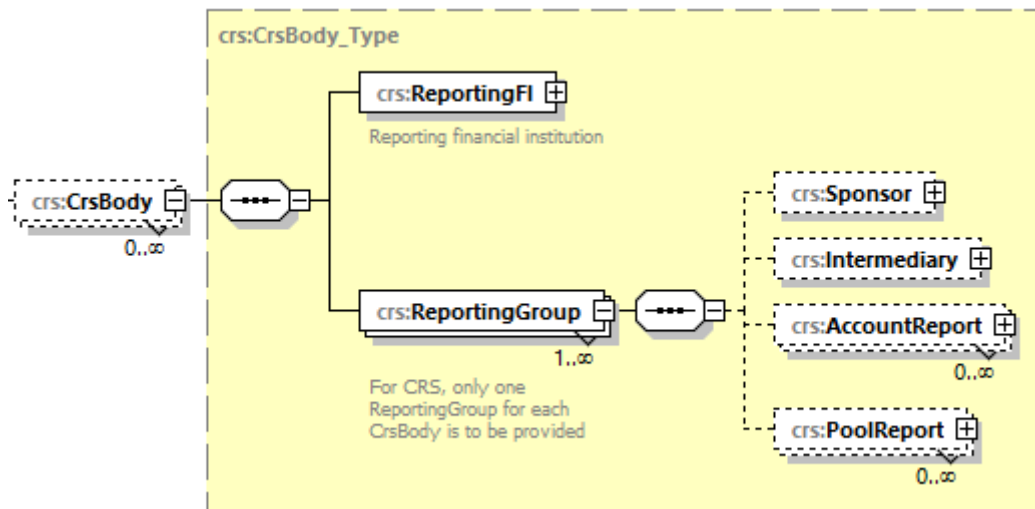 crs:CrsBody_Type
crs:ReportingFI
Reporting financial institution
crs:CrsBody
0..∞
crs:ReportingGroup
1..∞
For CRS, only one
ReportingGroup for each
CrsBody is to be provided
crs:Sponsor
crs:Intermediary
crs:AccountReport
0..∞
crs:PoolReport
0..∞